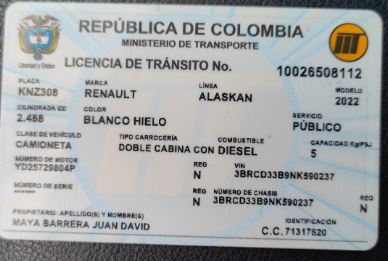 REPÚBLICA DE COLOMBIA
MINISTERIO DE TRANSPORTE
Libertad y Orden
LICENCIA DE TRÁNSITO No. 10026508112
PLACA MARCA LÍNEA MODELO
KNZ308 RENAULT ALASKAN 2022
CILINDRADA CC COLOR SERVICIO
2.488 BLANCO HIELO PÚBLICO
CLASE DE VEHÍCULO TIPO CARROCERÍA COMBUSTIBLE CAPACIDAD Kg/PSJ
CAMIONETA DOBLE CABINA CON DIESEL 5
NÚMERO DE MOTOR REG VIN
YD25729804P N 3BRCD33B9NK590237
NÚMERO DE SERIE REG NÚMERO DE CHASIS REG
******** N 3BRCD33B9NK590237 N
PROPIETARIO: APELLIDO(S) Y NOMBRE(S) IDENTIFICACIÓN
MAYA BARRERA JUAN DAVID C.C. 71317520